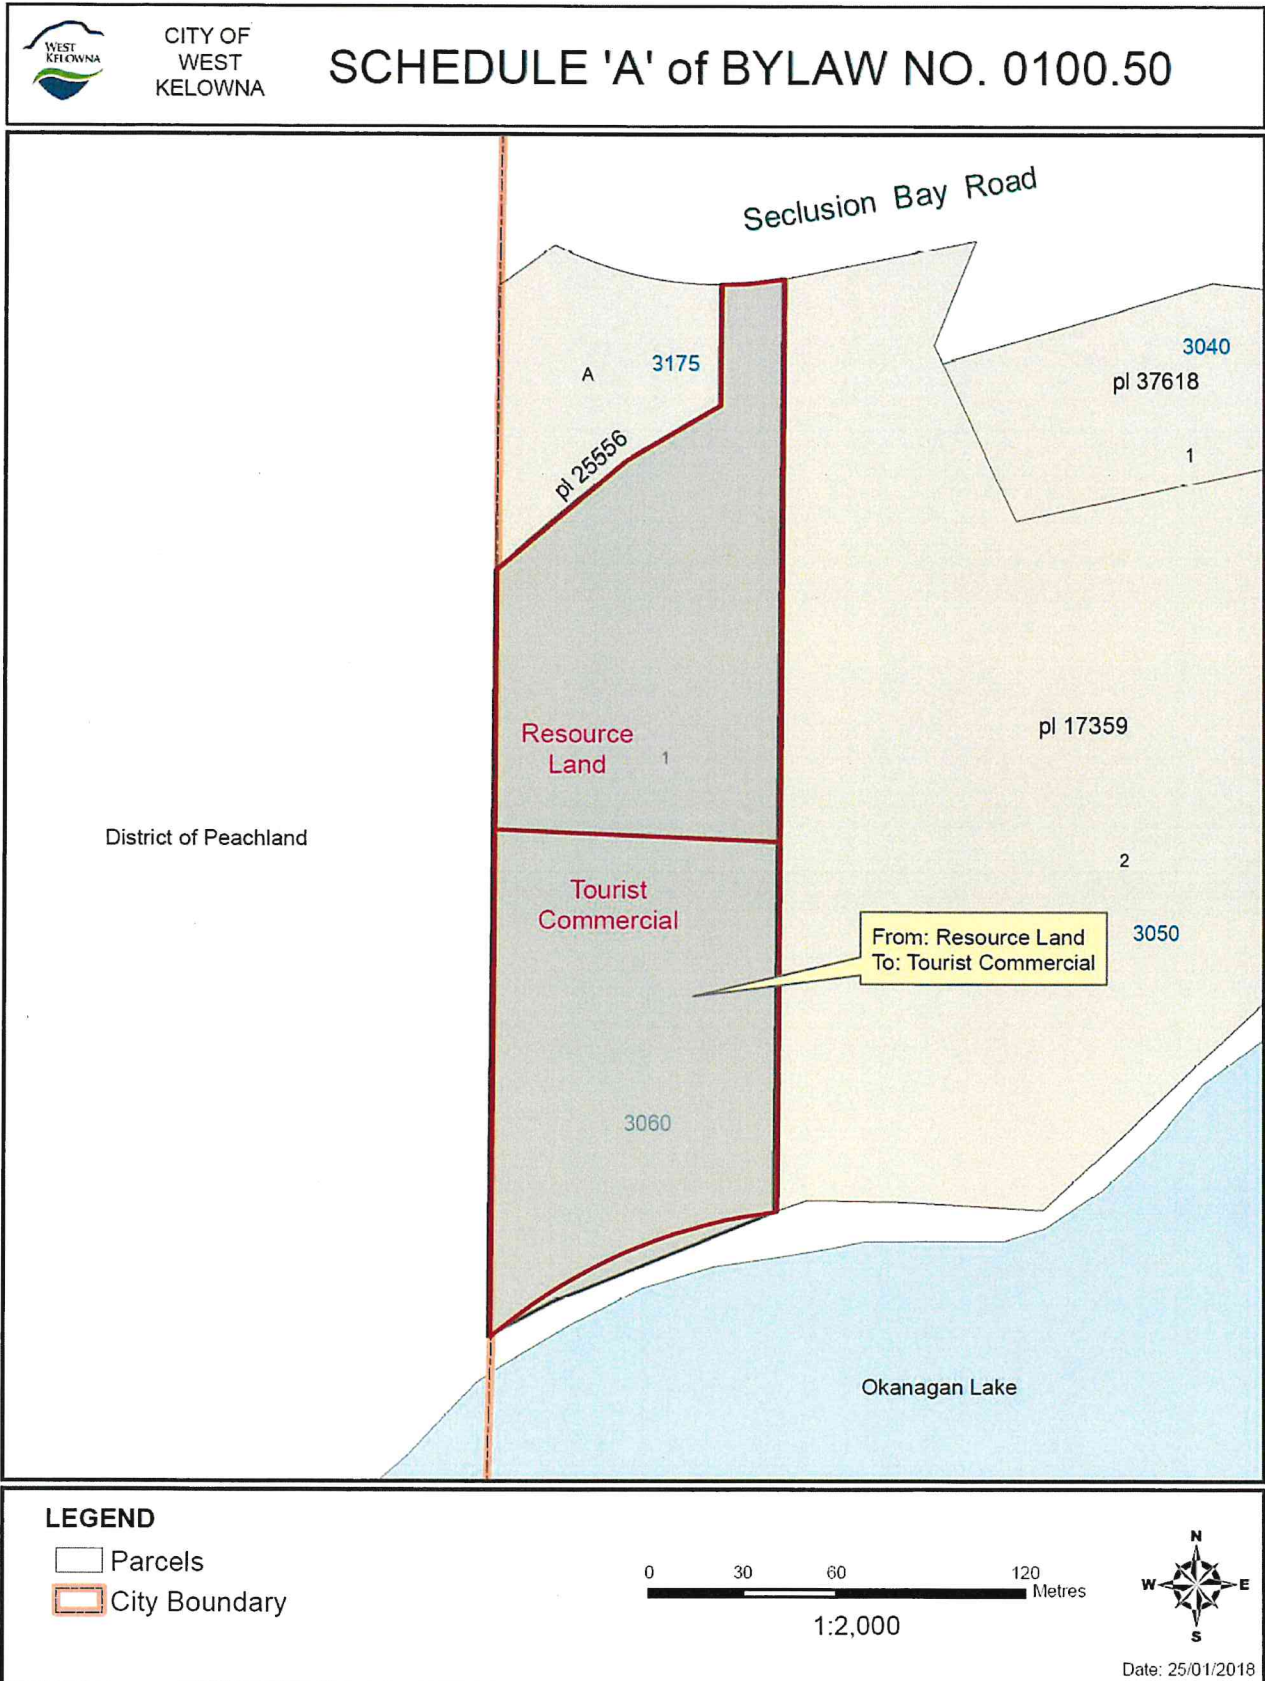 WEST
KELOWNA
CITY OF
WEST
KELOWNA
SCHEDULE 'A' of BYLAW NO. 0100.50
Seclusion Bay Road
3040
3175
A
pl 37618
pl 25556
1
pl 17359
Resource
Land
1
District of Peachland
2
Tourist
Commercial
From: Resource Land
To: Tourist Commercial
3050
3060
Okanagan Lake
LEGEND
Parcels
City Boundary
0 30 60 120
Metres
1:2,000
N
W E
S
Date: 25/01/2018